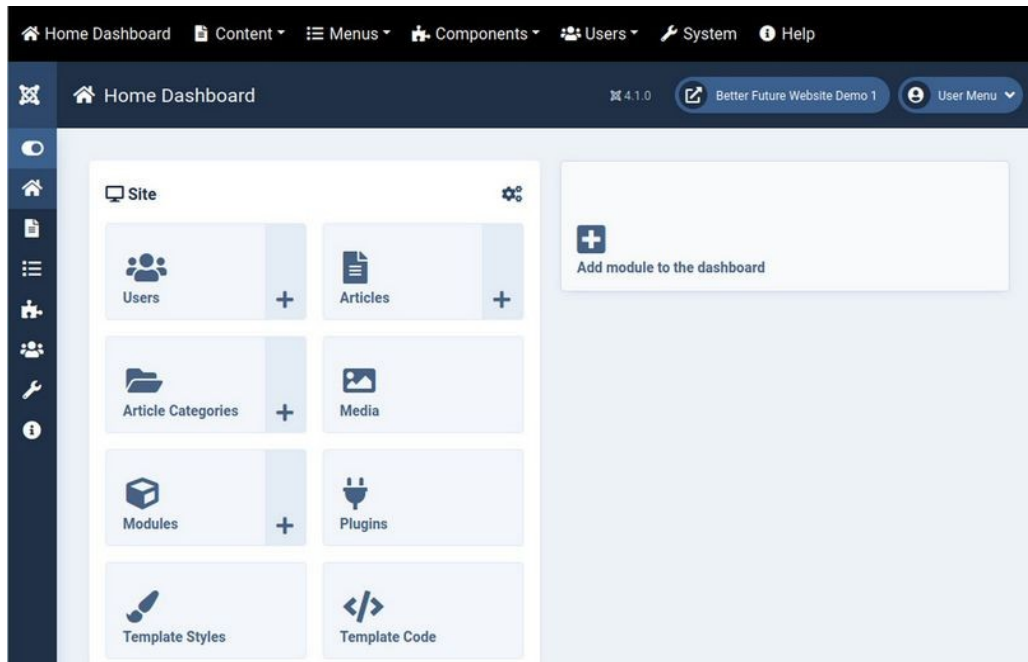 Home Dashboard Content Menus Components Users System Help
Home Dashboard 4.1.0 Better Future Website Demo 1 User Menu
Site
Users Articles
Add module to the dashboard
Article Categories Media
Modules Plugins
Template Styles Template Code